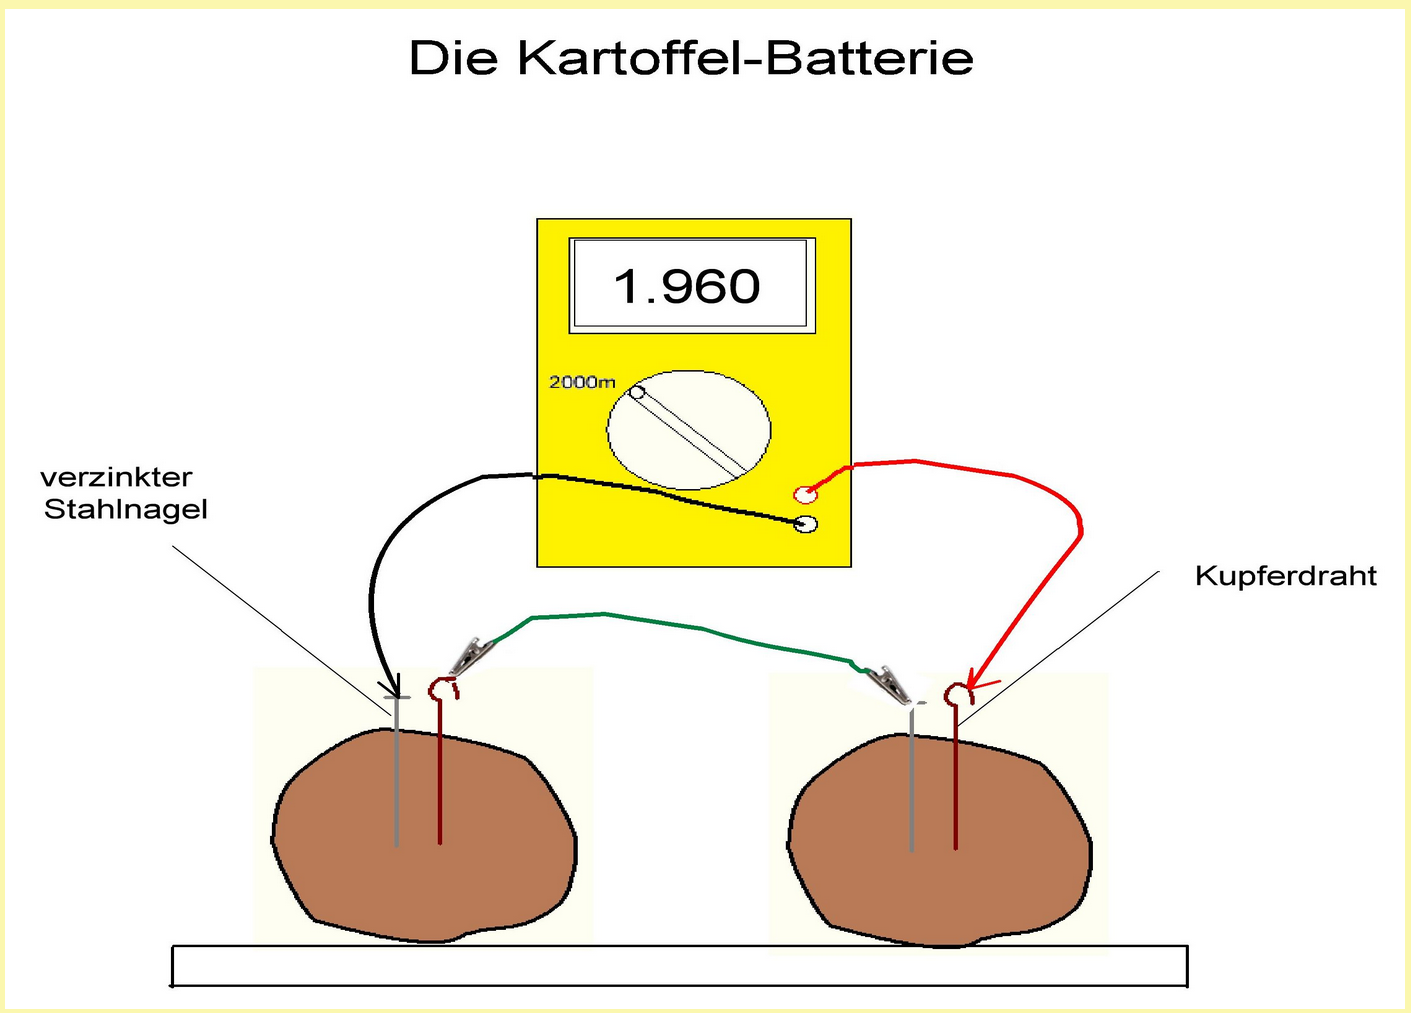 Die Kartoffel-Batterie
1.960
2000m
verzinkter
Stahlnagel
Kupferdraht